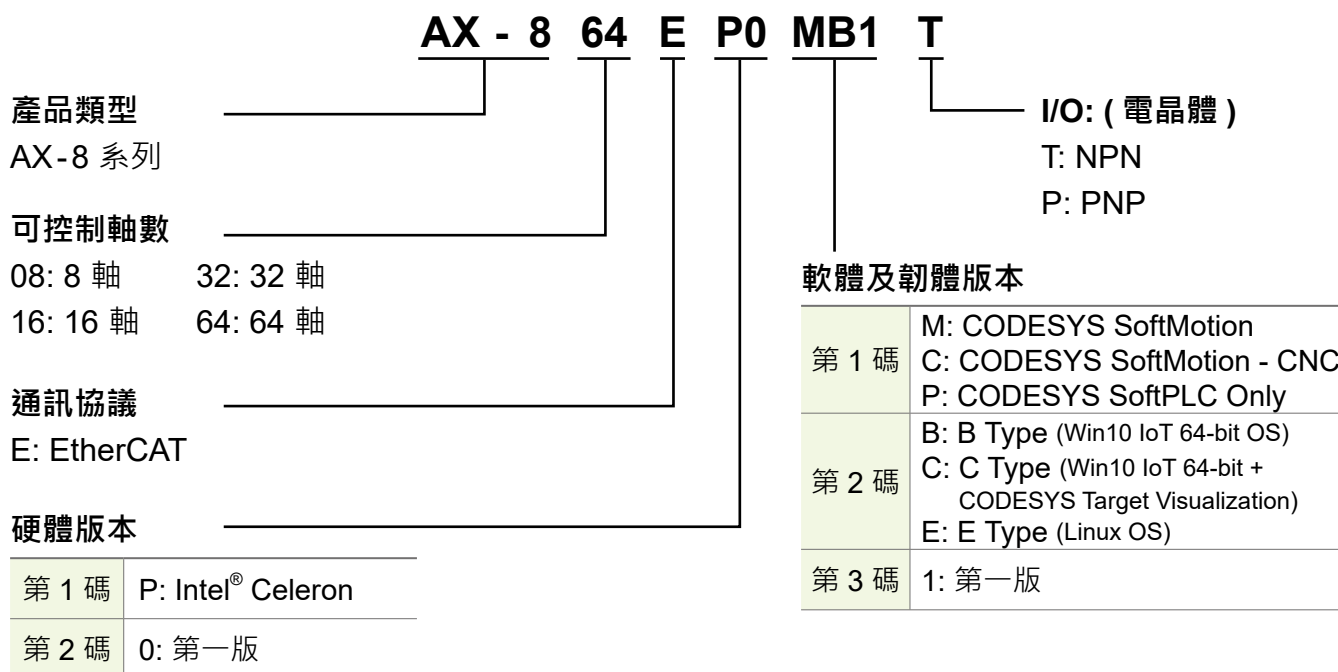 AX - 8 64 E P0 MB1 T
產品類型
AX-8 系列
可控制軸數
08: 8 軸 32: 32 軸
16: 16 軸 64: 64 軸
通訊協議
E: EtherCAT
硬體版本
第 1 碼 P: Intel® Celeron
第 2 碼 0: 第一版
I/O: ( 電晶體 )
T: NPN
P: PNP
軟體及韌體版本
第 1 碼
M: CODESYS SoftMotion
C: CODESYS SoftMotion - CNC
P: CODESYS SoftPLC Only
第 2 碼
B: B Type (Win10 IoT 64-bit OS)
C: C Type (Win10 IoT 64-bit +
CODESYS Target Visualization)
E: E Type (Linux OS)
第 3 碼 1: 第一版